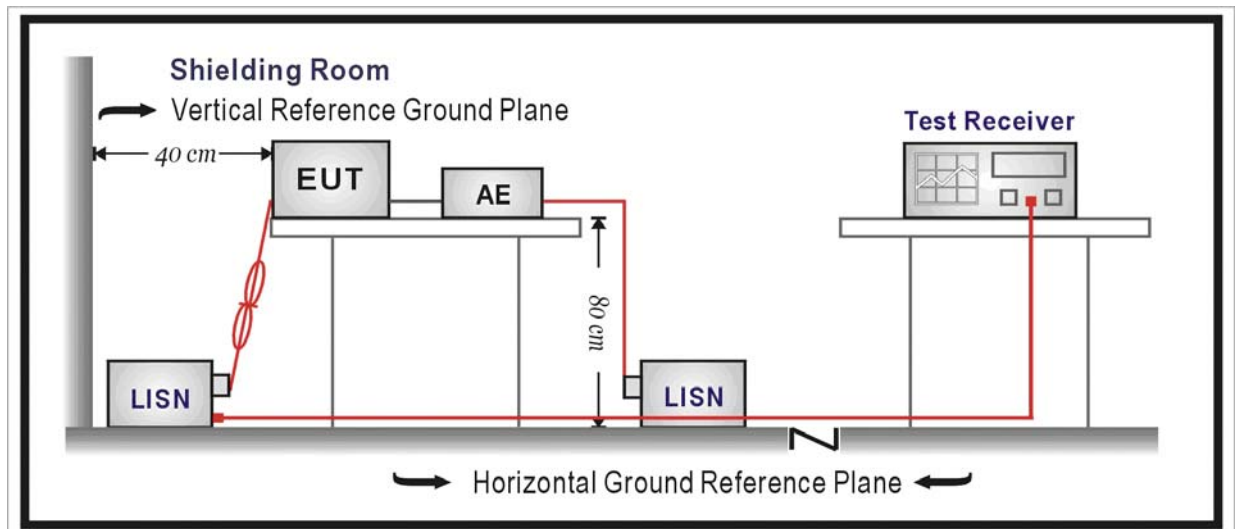 Shielding Room
Vertical Reference Ground Plane
40 cm
EUT
AE
Test Receiver
80 cm
LISN
LISN
Horizontal Ground Reference Plane